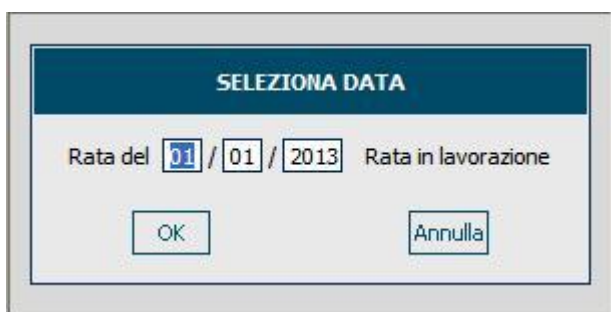 SELEZIONA DATA
Rata del 01 / 01 / 2013 Rata in lavorazione
OK Annulla